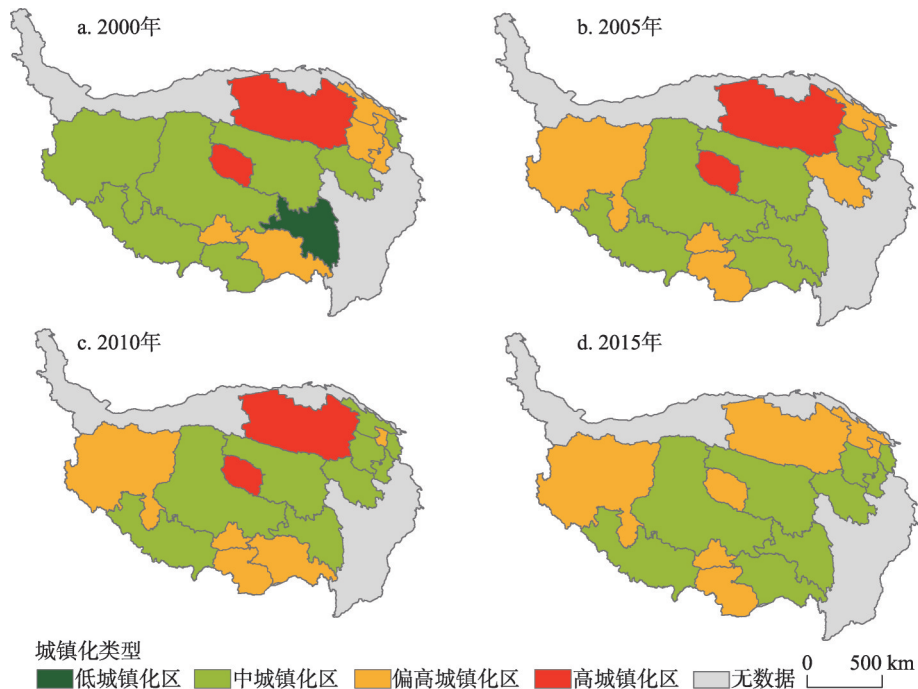 a. 2000年
b. 2005年
c. 2010年
d. 2015年
城镇化类型
低城镇化区 中城镇化区 偏高城镇化区 高城镇化区 无数据
0 500 km